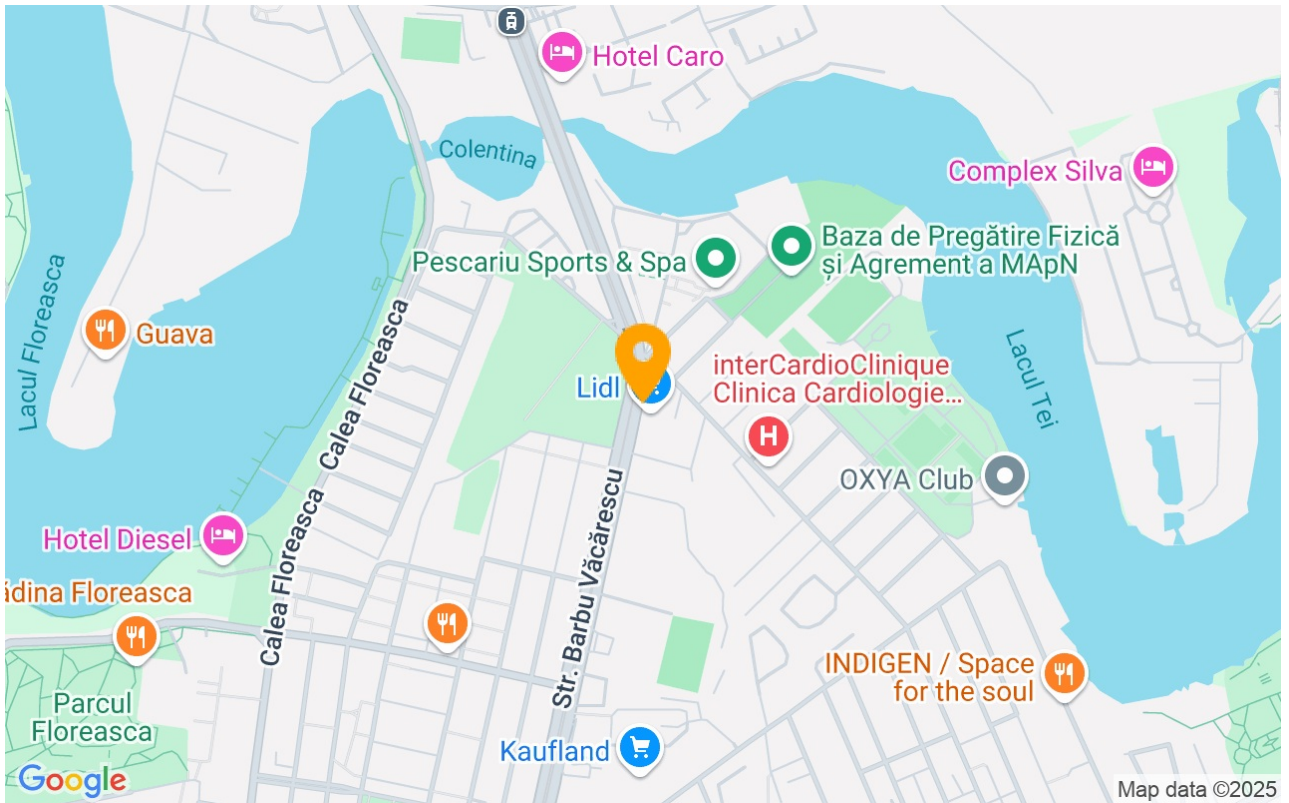 Hotel Caro
Colentina
Complex Silva
Baza de Pregătire Fizică
și Agrement a MApN
Pescariu Sports & Spa
Lacul Floreasca
Guava
Calea Floreasca
Lidl
interCardioClinique
Clinica Cardiologie…
H
Lacul Tei
OXYA Club
Calea Floreasca
Str. Barbu Văcărescu
Hotel Diesel
ădina Floreasca
INDIGEN / Space
for the soul
Parcul
Floreasca
Kaufland
Google
Map data ©2025